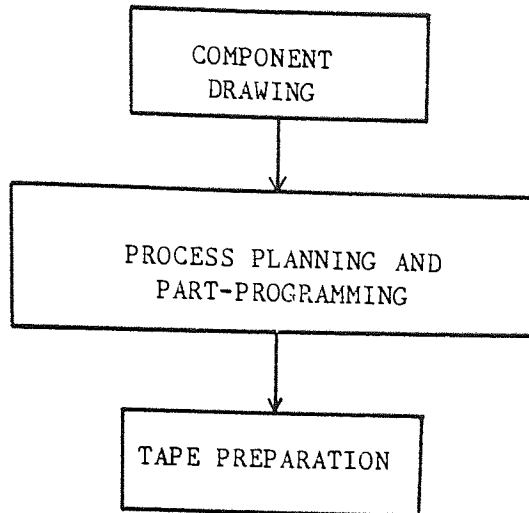 COMPONENT
DRAWING
PROCESS PLANNING AND
PART-PROGRAMMING
TAPE PREPARATION